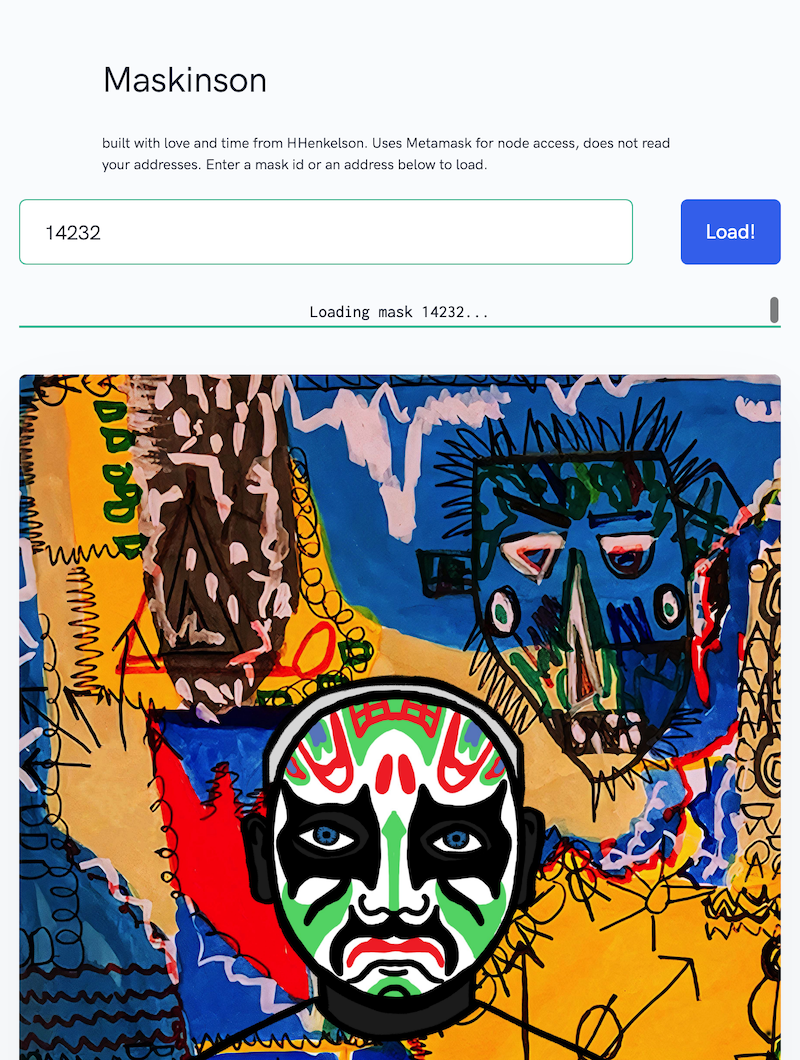 Maskinson
built with love and time from HHenkelson. Uses Metamask for node access, does not read
your addresses. Enter a mask id or an address below to load.
14232
Load!
Loading mask 14232...